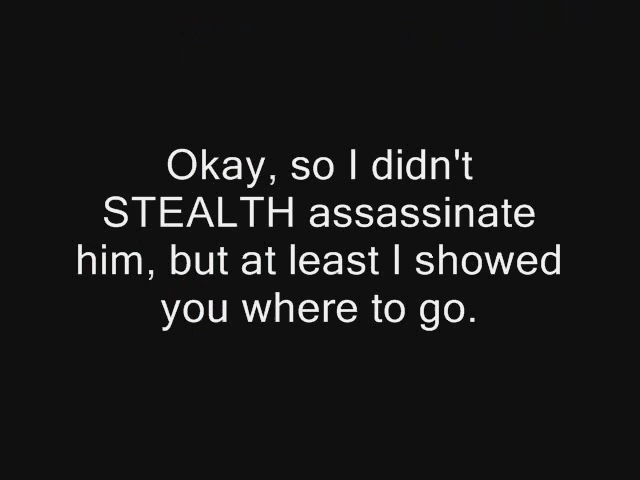 Okay, so I didn't
STEALTH assassinate
him, but at least I showed
you where to go.